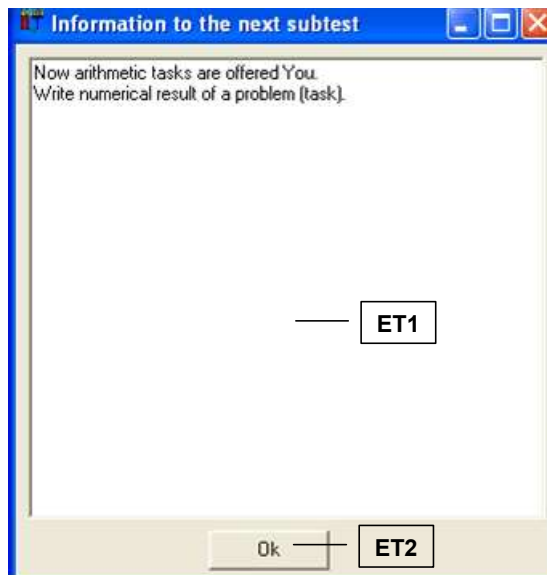 Information to the next subtest
Now arithmetic tasks are offered You.
Write numerical result of a problem (task).
ET1
Ok
ET2